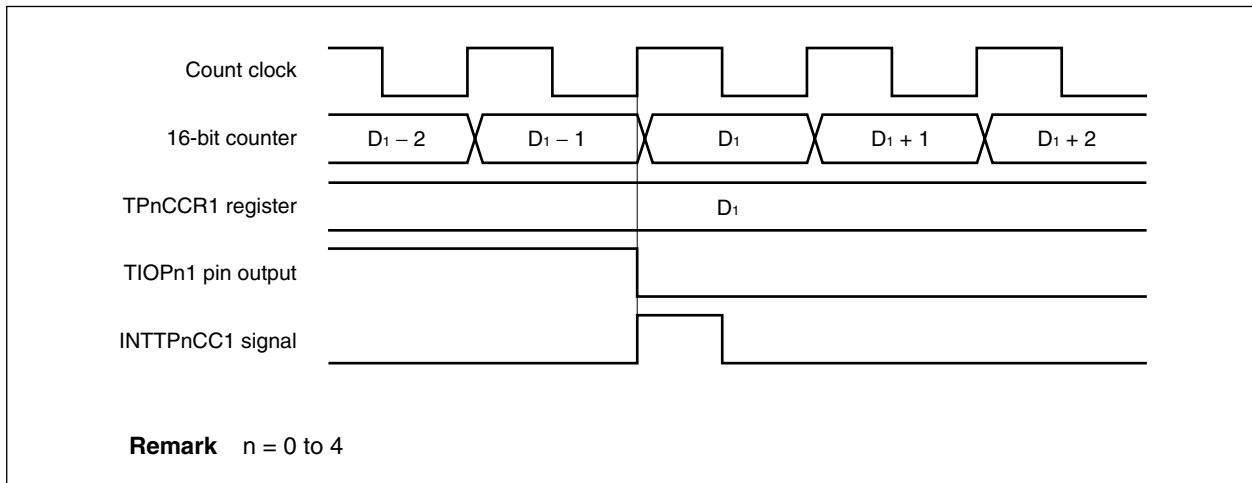 Count clock
16-bit counter D₁ – 2 D₁ – 1 D₁ D₁ + 1 D₁ + 2
TPnCCR1 register D₁
TIOPn1 pin output
INTTPnCC1 signal
Remark n = 0 to 4